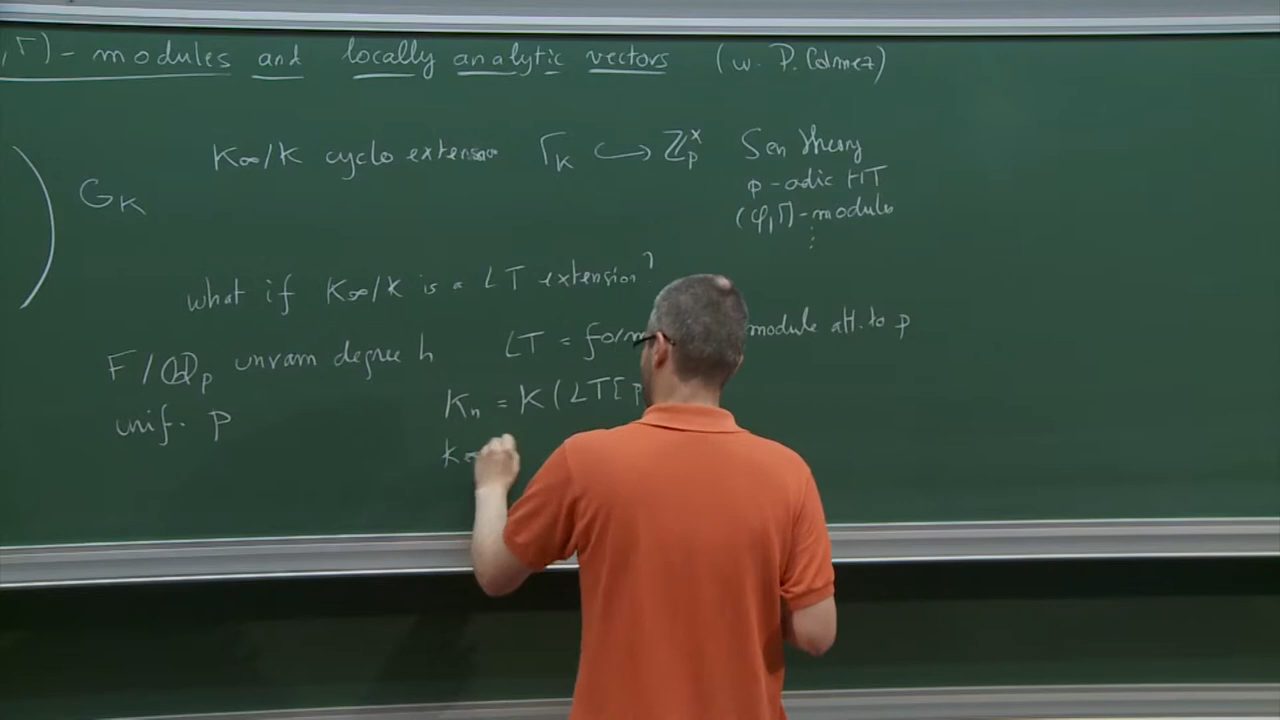 ,Γ)-modules and locally analytic vectors (w. P. Colmez)
K∞/K cyclo extension Γ_K ↪ ℤ_p^× Sen theory
p-adic HT
G_K
(φ,Γ)-modules
⋮
what if K∞/K is a LT extension?
F/ℚ_p unram degree h LT = form module att. to p
unif. p K_n = K(LT[p
K∞